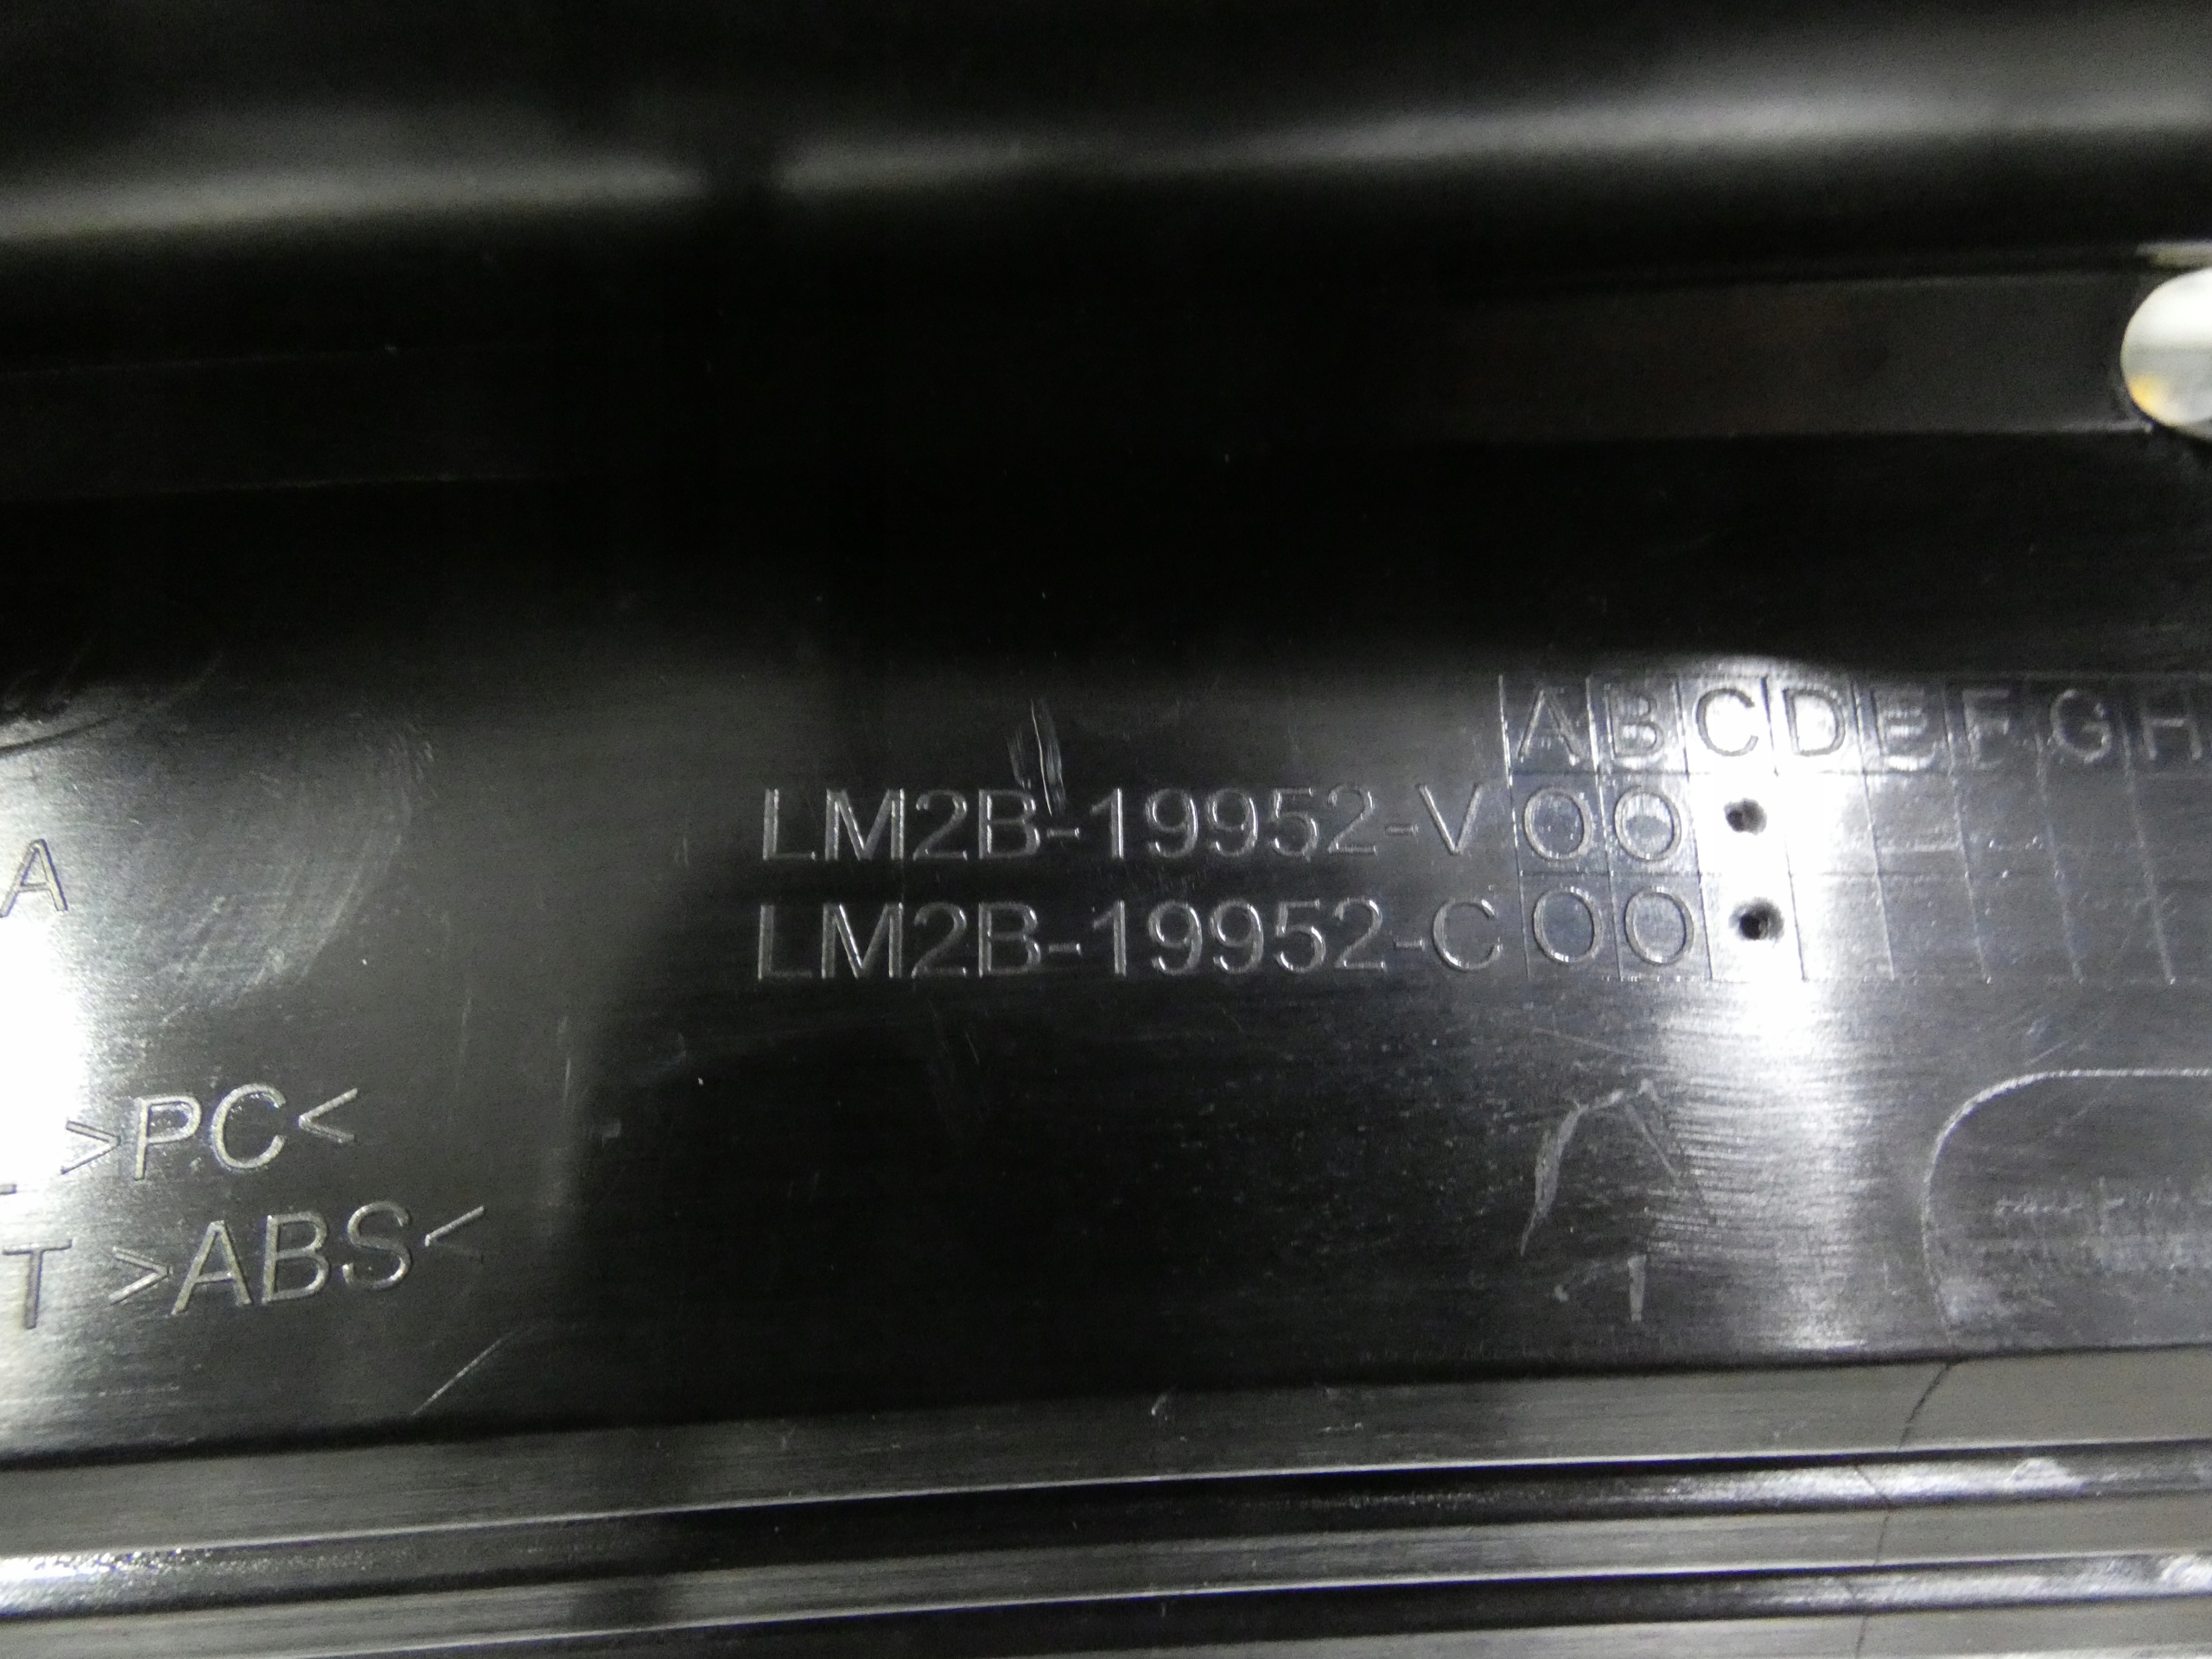 A B C D E F G H
LM2B-19952-V O O
LM2B-19952-C O O
A
>PC<
T >ABS<